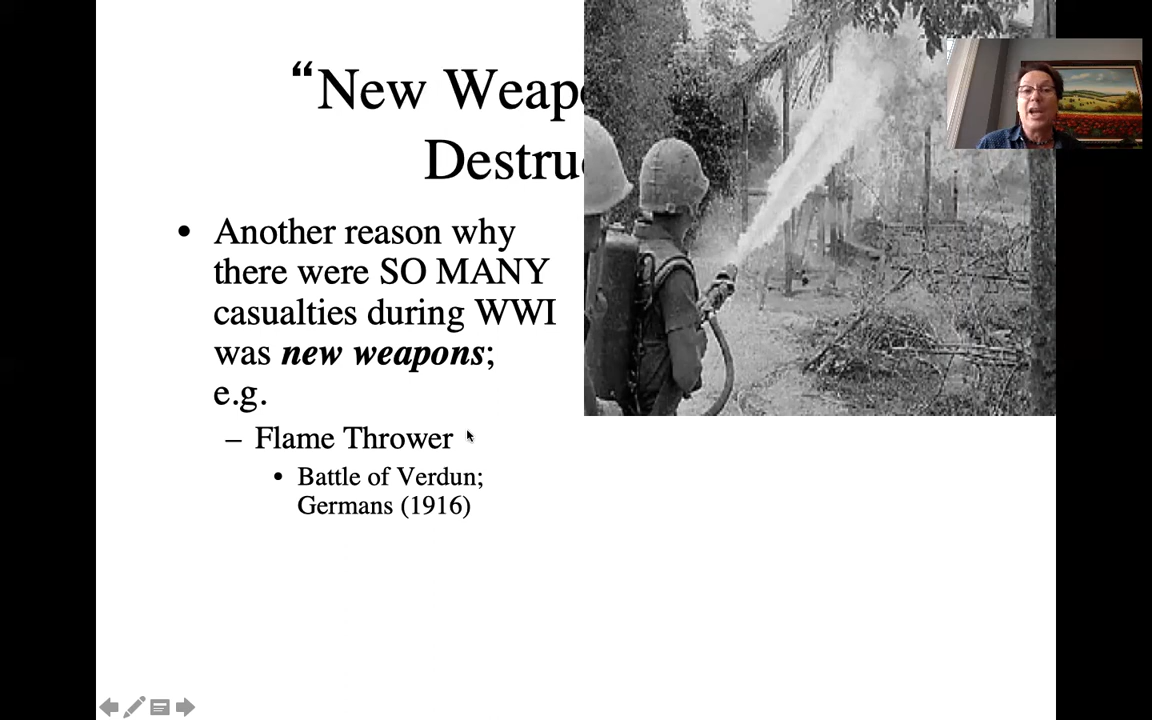 “New Weap
Destru
• Another reason why
there were SO MANY
casualties during WWI
was new weapons;
e.g.
– Flame Thrower
• Battle of Verdun;
Germans (1916)